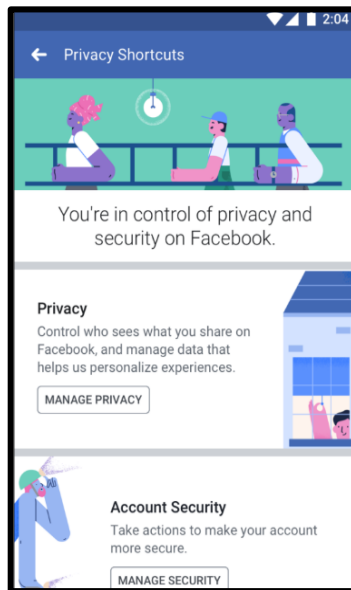 2:04
Privacy Shortcuts
You're in control of privacy and
security on Facebook.
Privacy
Control who sees what you share on
Facebook, and manage data that
helps us personalize experiences.
MANAGE PRIVACY
Account Security
Take actions to make your account
more secure.
MANAGE SECURITY